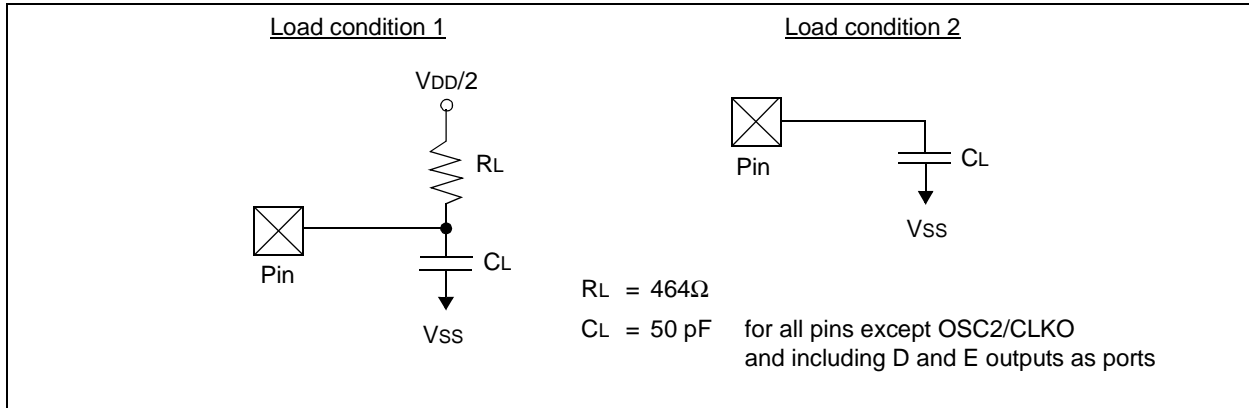 Load condition 1
Load condition 2
VDD/2
RL
Pin
CL
VSS
Pin
CL
VSS
RL = 464Ω
CL = 50 pF for all pins except OSC2/CLKO
and including D and E outputs as ports